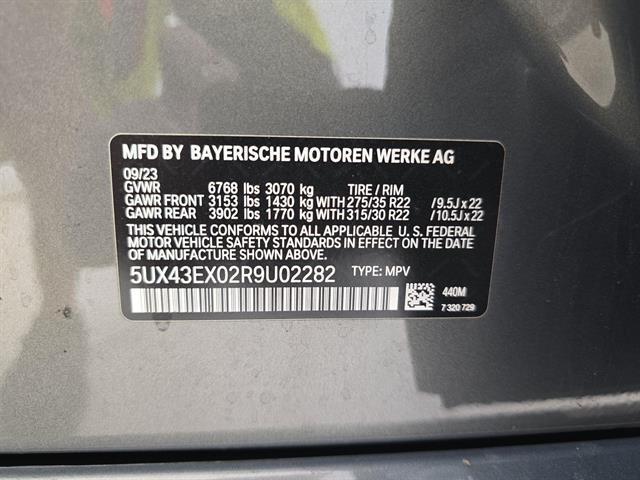 MFD BY BAYERISCHE MOTOREN WERKE AG
09/23
GVWR 6768 lbs 3070 kg TIRE / RIM
GAWR FRONT 3153 lbs 1430 kg WITH 275/35 R22 /9.5J x 22
GAWR REAR 3902 lbs 1770 kg WITH 315/30 R22 /10.5J x 22
THIS VEHICLE CONFORMS TO ALL APPLICABLE U. S. FEDERAL
MOTOR VEHICLE SAFETY STANDARDS IN EFFECT ON THE DATE OF
MANUFACTURE SHOWN ABOVE.
5UX43EX02R9U02282 TYPE: MPV
440M
7 320 729